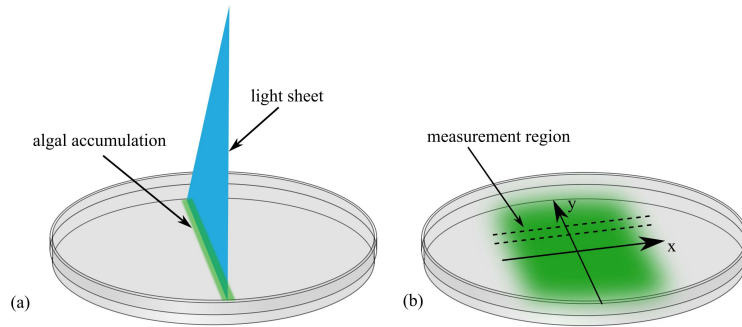 light sheet
algal accumulation
(a)
measurement region
y
x
(b)